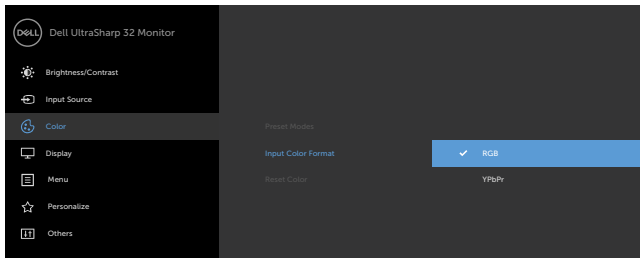 DELL Dell UltraSharp 32 Monitor
Brightness/Contrast
Input Source
Color
Preset Modes
Display
Input Color Format
RGB
Menu
Reset Color
YPbPr
Personalize
Others